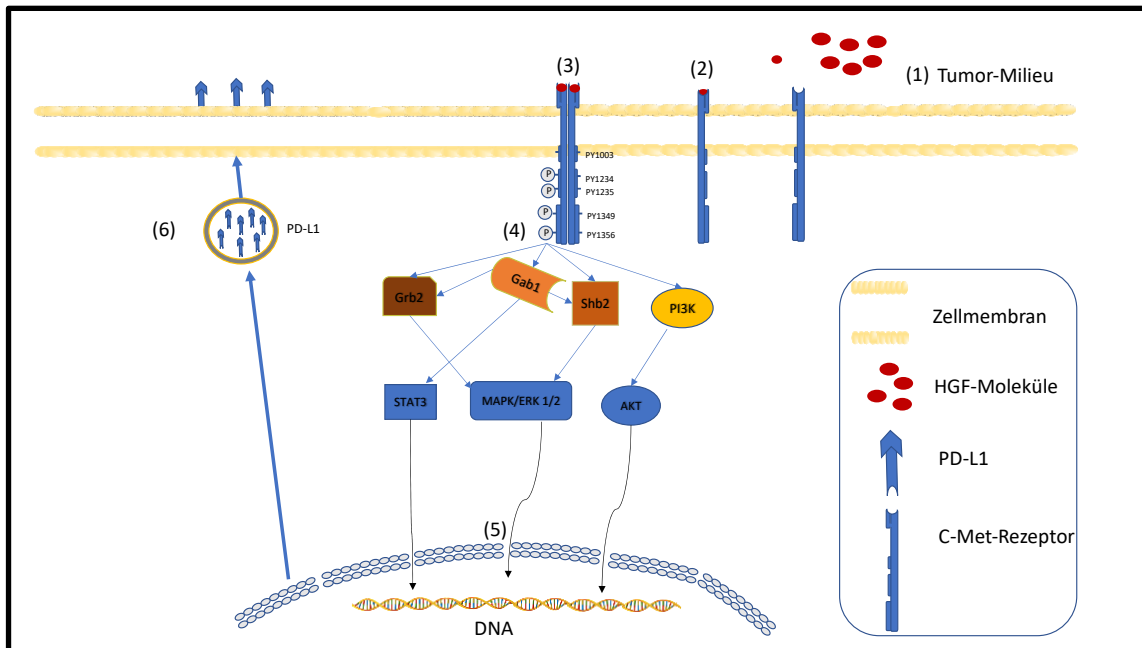 (1) Tumor-Milieu
(2)
(3)
PY1003
P
PY1234
P
PY1235
P
PY1349
P
PY1356
(4)
(6)
PD-L1
Grb2
Gab1
Shb2
PI3K
STAT3
MAPK/ERK 1/2
AKT
(5)
DNA
Zellmembran
HGF-Moleküle
PD-L1
C-Met-Rezeptor